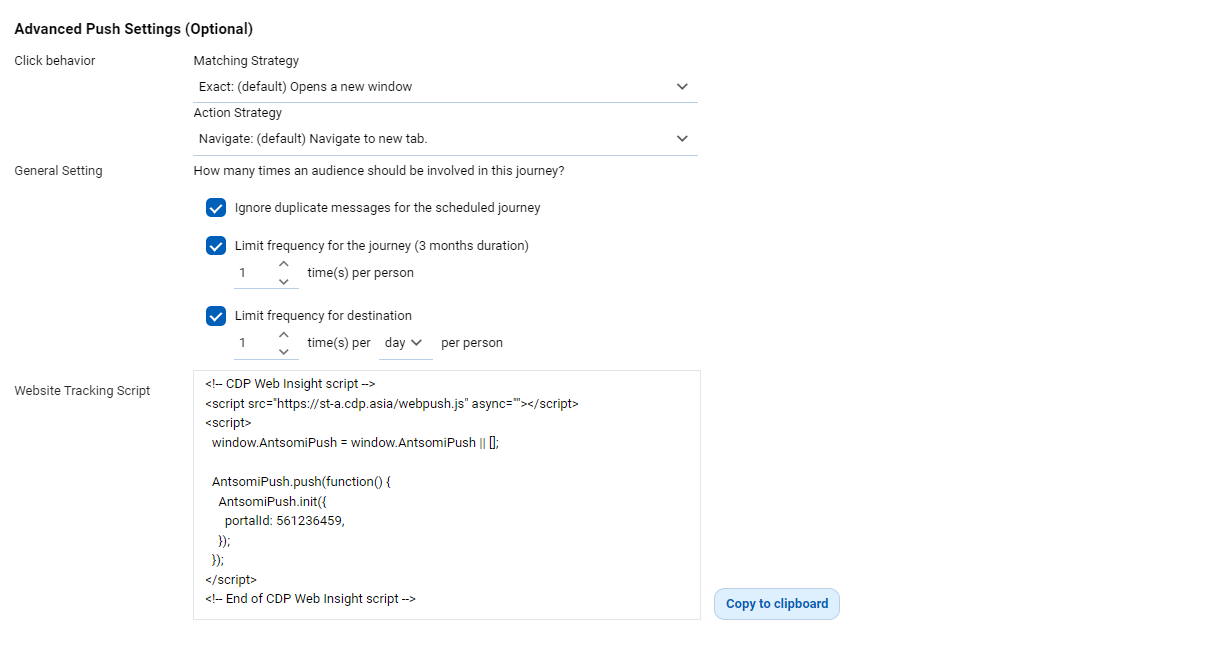 Advanced Push Settings (Optional)
Click behavior
Matching Strategy
Exact: (default) Opens a new window
Action Strategy
Navigate: (default) Navigate to new tab.
General Setting
How many times an audience should be involved in this journey?
Ignore duplicate messages for the scheduled journey
Limit frequency for the journey (3 months duration)
1 time(s) per person
Limit frequency for destination
1 time(s) per day per person
Website Tracking Script
<!-- CDP Web Insight script -->
<script src="https://st-a.cdp.asia/webpush.js" async=""></script>
<script>
  window.AntsomiPush = window.AntsomiPush || [];

  AntsomiPush.push(function() {
    AntsomiPush.init({
      portalId: 561236459,
    });
  });
</script>
<!-- End of CDP Web Insight script -->
Copy to clipboard